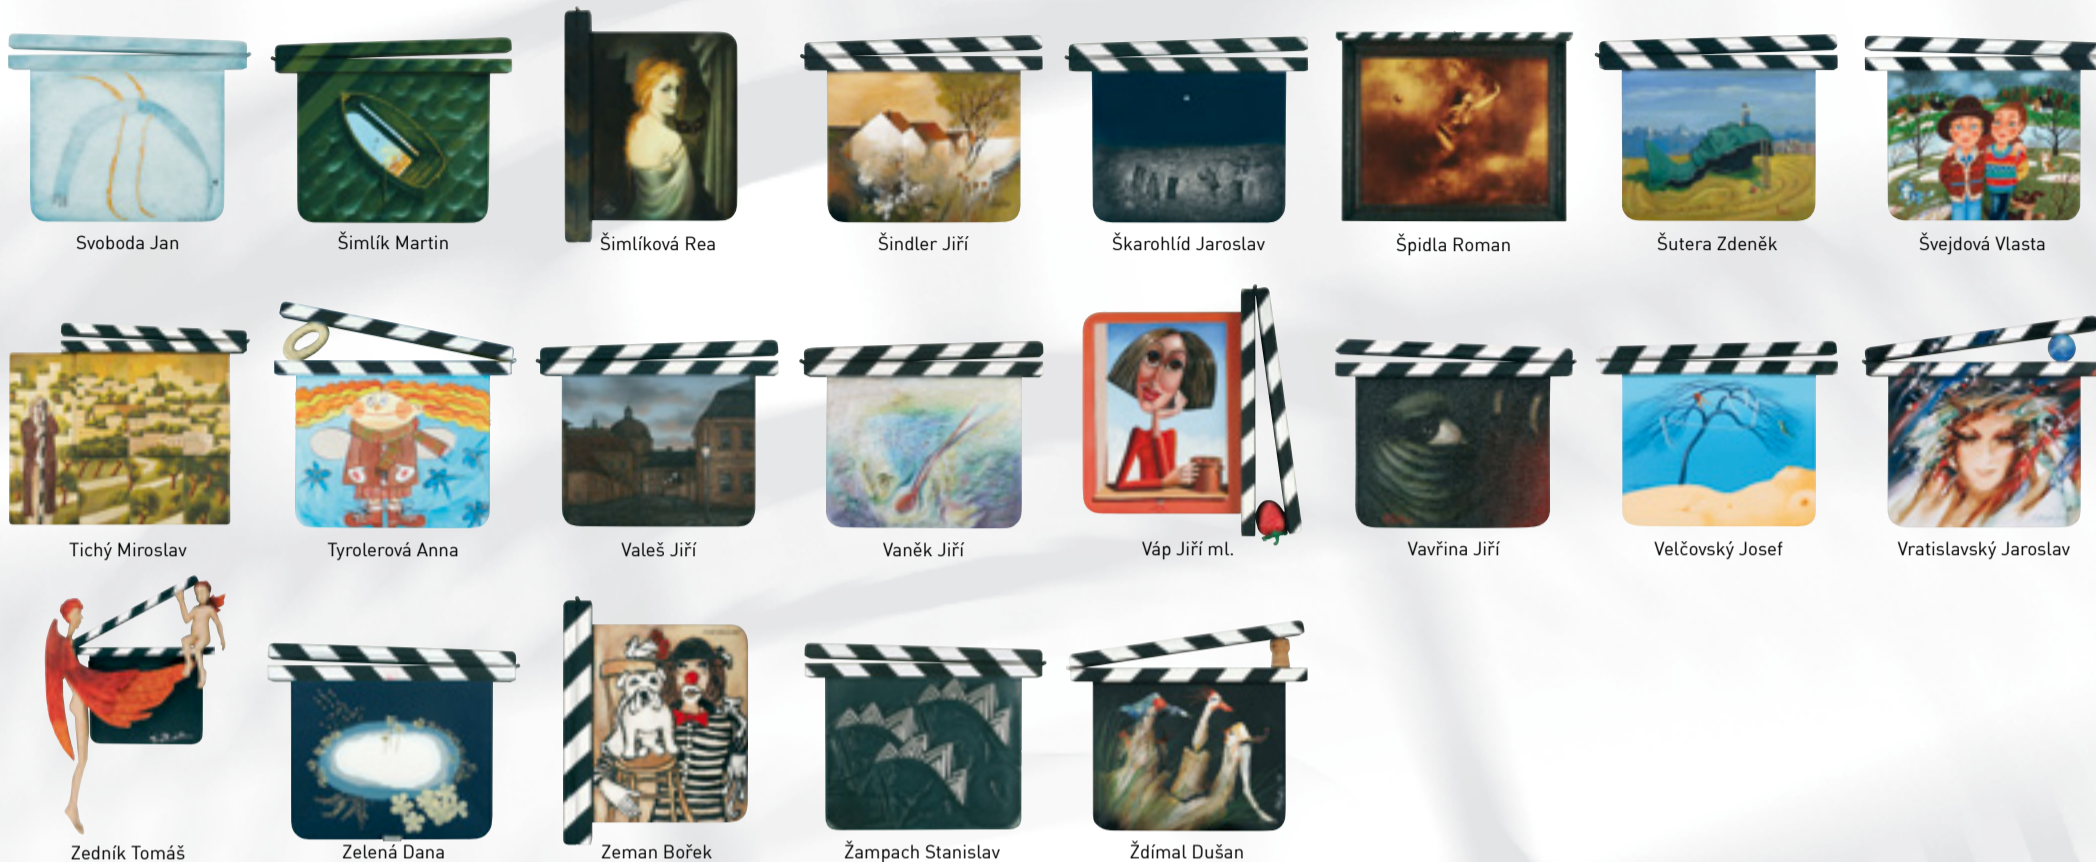 Svoboda Jan
Šimlík Martin
Šimlíková Rea
Šindler Jiří
Škarohlíd Jaroslav
Špidla Roman
Šutera Zdeněk
Švejdová Vlasta
Tichý Miroslav
Tyrolerová Anna
Valeš Jiří
Vaněk Jiří
Váp Jiří ml.
Vavřina Jiří
Velčovský Josef
Vratislavský Jaroslav
Zedník Tomáš
Zelená Dana
Zeman Bořek
Žampach Stanislav
Ždímal Dušan